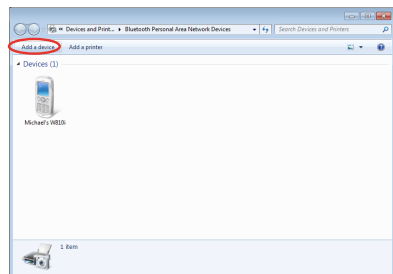 « Devices and Print... ▸ Bluetooth Personal Area Network Devices
Search Devices and Printers
Add a device
Add a printer
Devices (1)
Michael's W810i
1 item